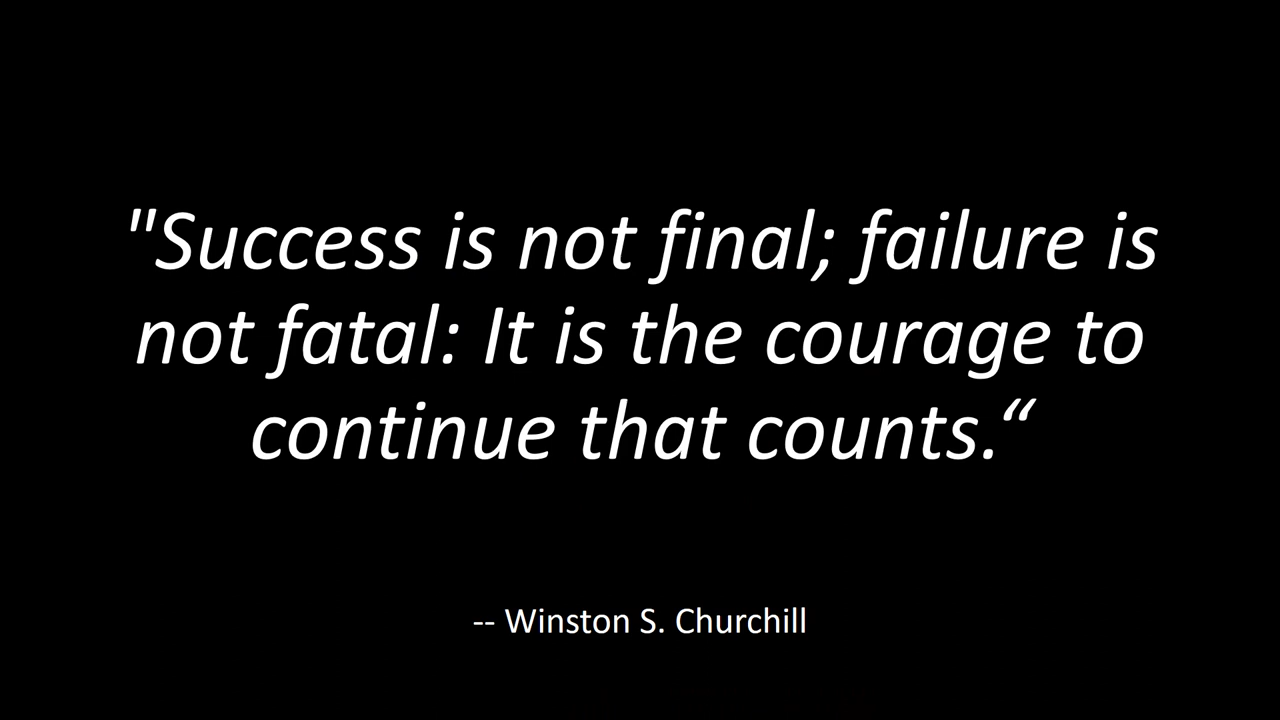 "Success is not final; failure is
not fatal: It is the courage to
continue that counts.“
-- Winston S. Churchill